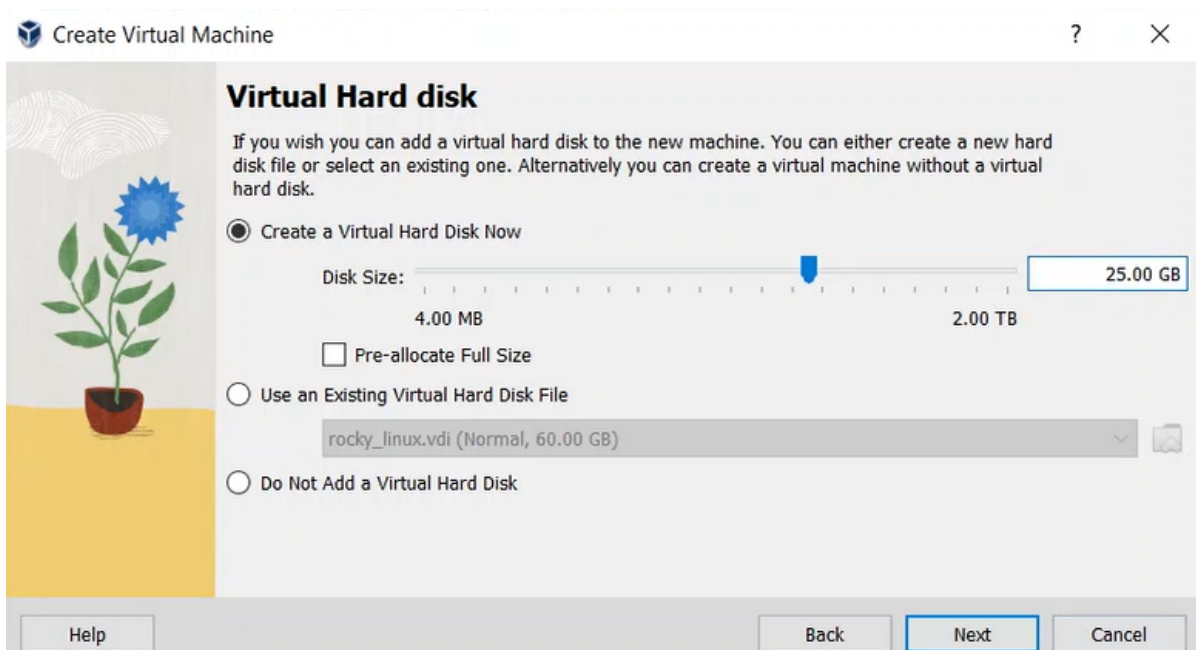 Create Virtual Machine
Virtual Hard disk
If you wish you can add a virtual hard disk to the new machine. You can either create a new hard
disk file or select an existing one. Alternatively you can create a virtual machine without a virtual
hard disk.
Create a Virtual Hard Disk Now
Disk Size: 25.00 GB
4.00 MB 2.00 TB
Pre-allocate Full Size
Use an Existing Virtual Hard Disk File
rocky_linux.vdi (Normal, 60.00 GB)
Do Not Add a Virtual Hard Disk
Help Back Next Cancel